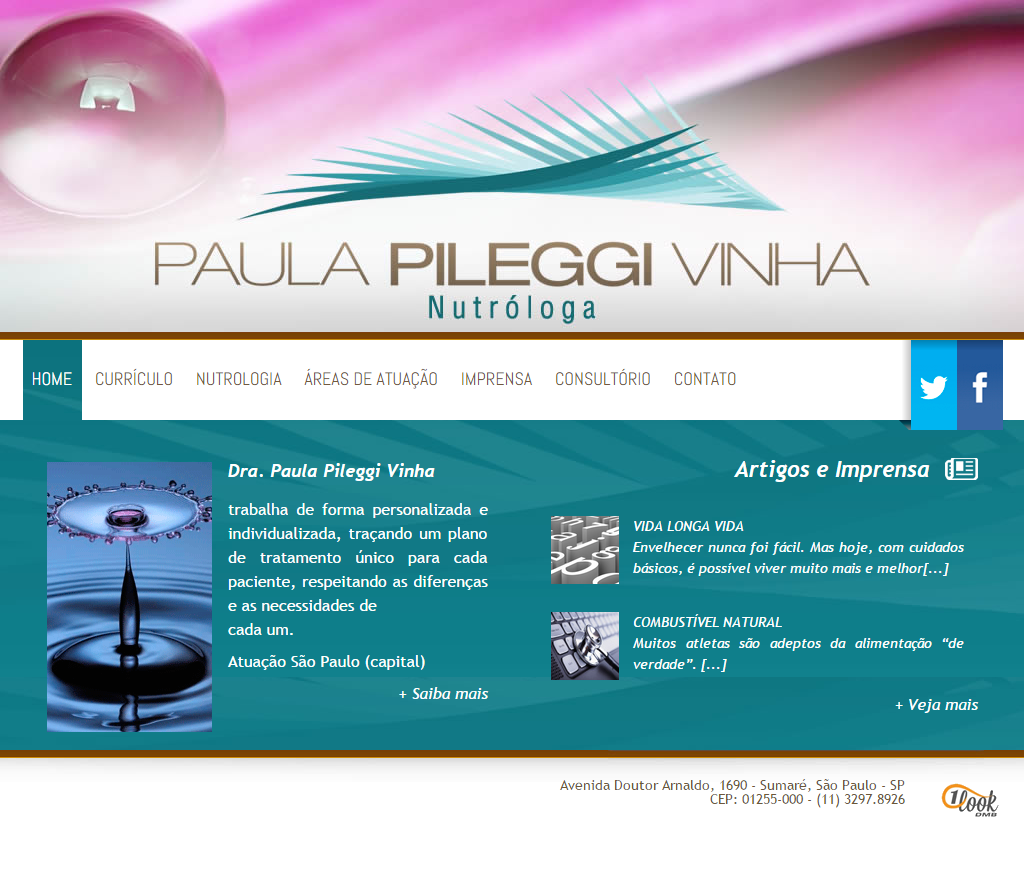 PAULA PILEGGI VINHA
Nutróloga
HOME
CURRÍCULO
NUTROLOGIA
ÁREAS DE ATUAÇÃO
IMPRENSA
CONSULTÓRIO
CONTATO
Dra. Paula Pileggi Vinha
trabalha de forma personalizada e
individualizada, traçando um plano
de tratamento único para cada
paciente, respeitando as diferenças
e as necessidades de
cada um.
Atuação São Paulo (capital)
+ Saiba mais
Artigos e Imprensa
VIDA LONGA VIDA
Envelhecer nunca foi fácil. Mas hoje, com cuidados
básicos, é possível viver muito mais e melhor[...]
COMBUSTÍVEL NATURAL
Muitos atletas são adeptos da alimentação “de
verdade”. [...]
+ Veja mais
Avenida Doutor Arnaldo, 1690 - Sumaré, São Paulo - SP
CEP: 01255-000 - (11) 3297.8926
1look
DMB